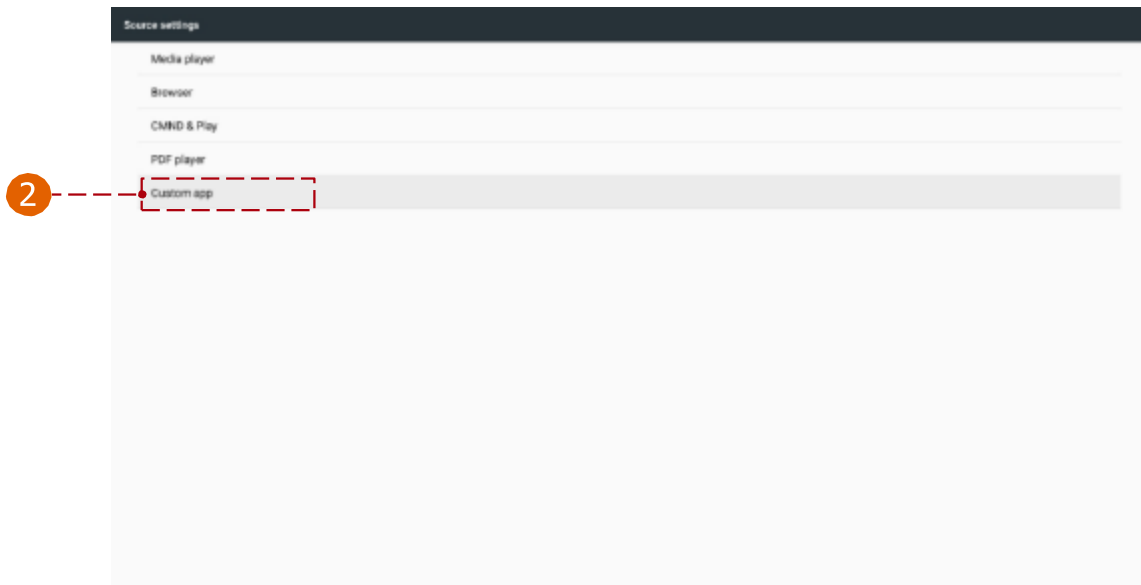 Source settings
Media player
Browser
CMND & Play
PDF player
2
Custom app